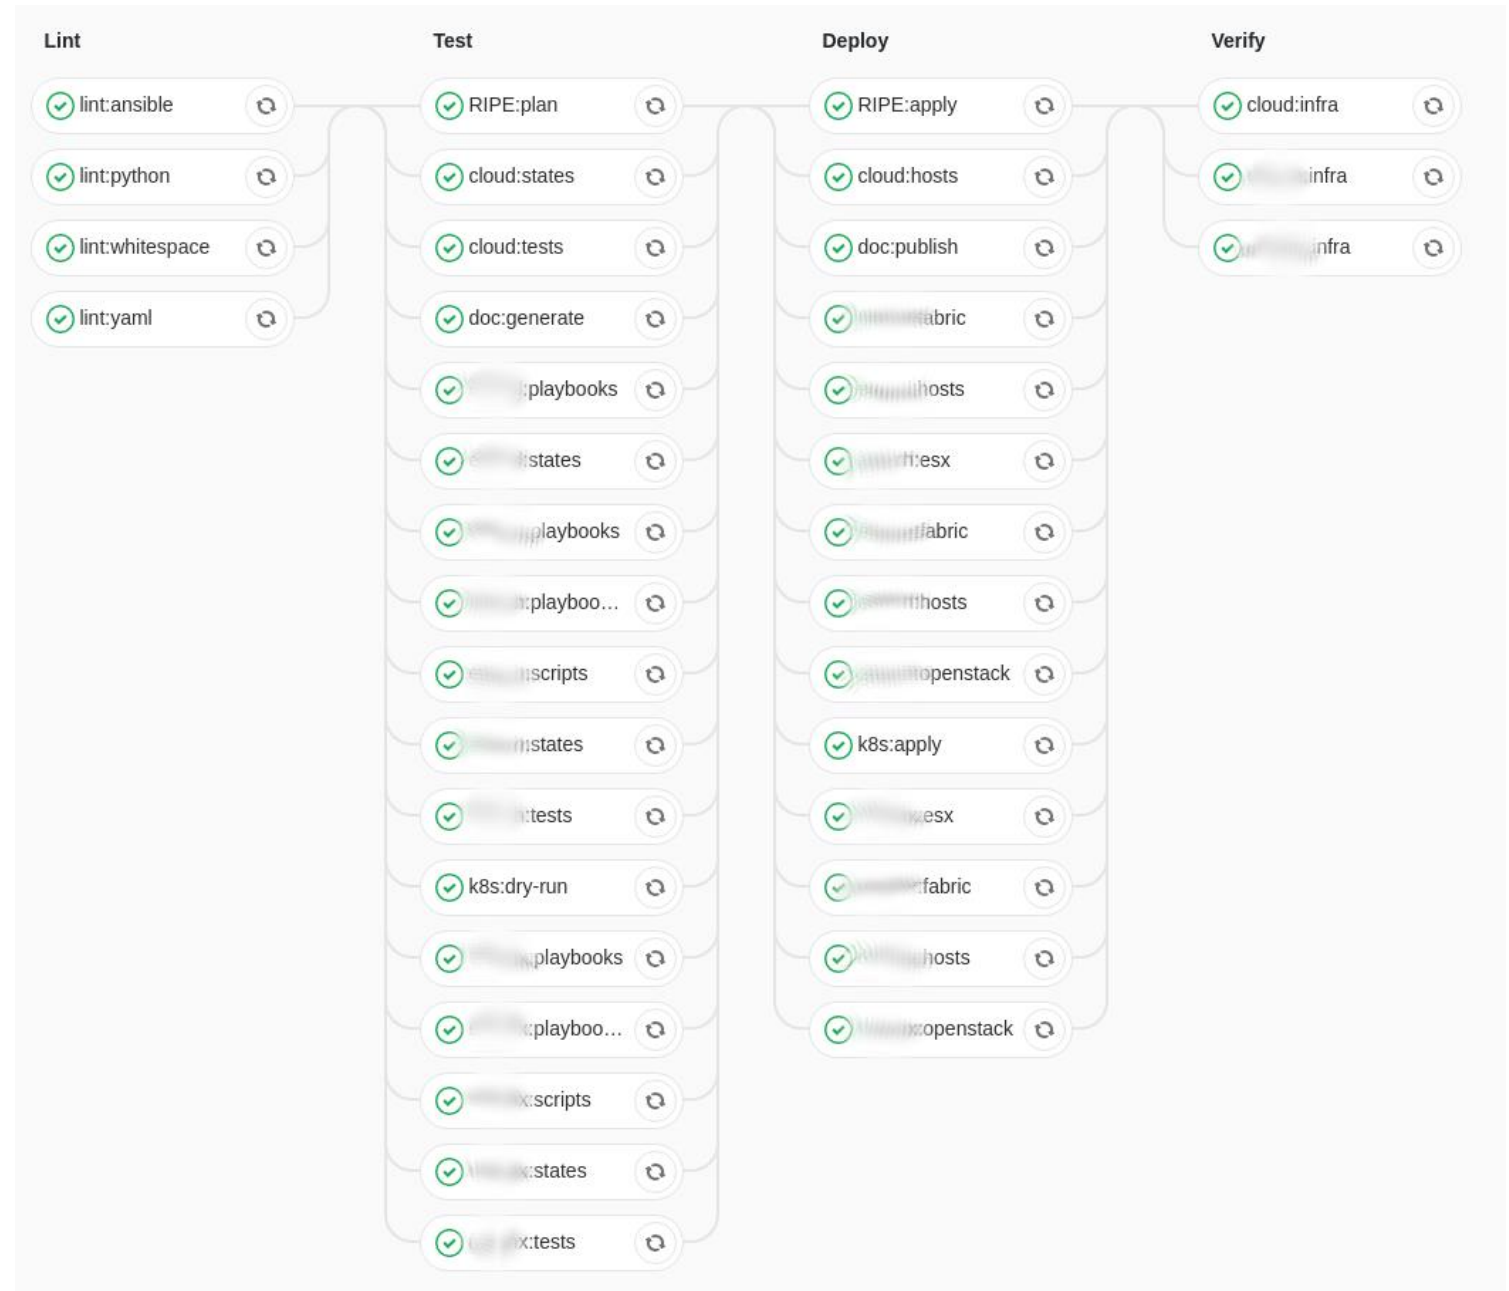 Lint
lint:ansible
lint:python
lint:whitespace
lint:yaml
Test
RIPE:plan
cloud:states
cloud:tests
doc:generate
:playbooks
:states
playbooks
:playboo...
scripts
:states
:tests
k8s:dry-run
playbooks
:playboo...
x:scripts
x:states
x:tests
Deploy
RIPE:apply
cloud:hosts
doc:publish
abric
hosts
:esx
fabric
hosts
openstack
k8s:apply
esx
:fabric
hosts
openstack
Verify
cloud:infra
infra
infra